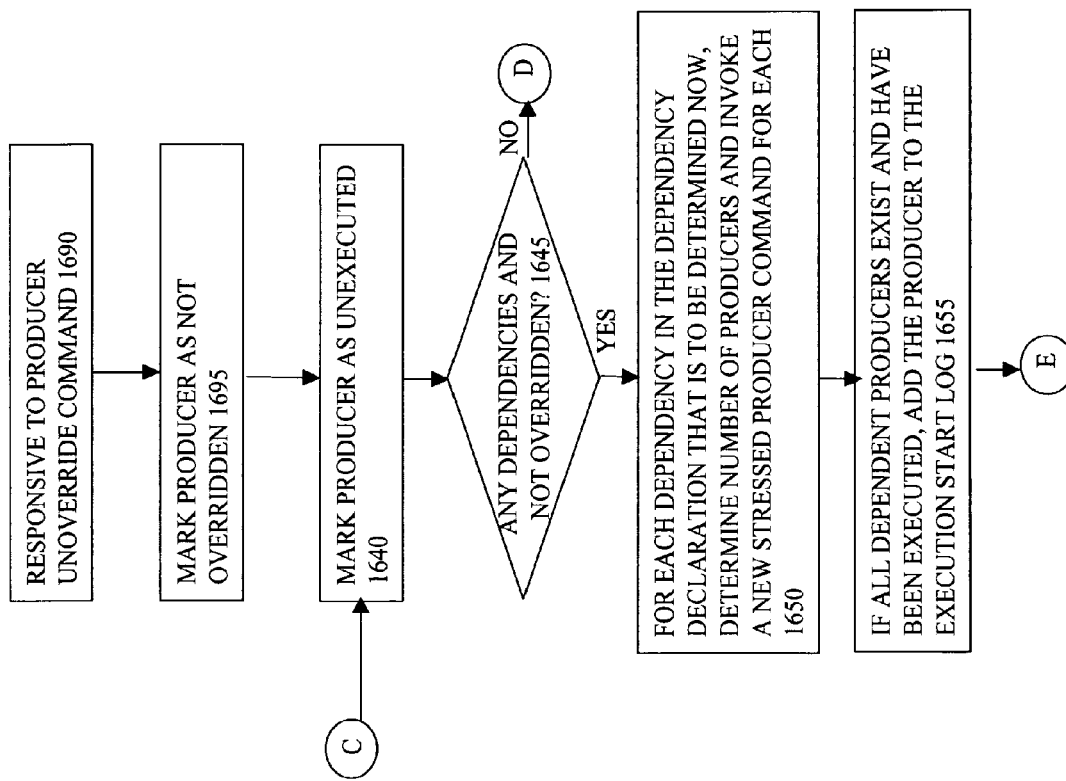 RESPONSIVE TO PRODUCER
UNOVERRIDE COMMAND 1690
MARK PRODUCER AS NOT
OVERRIDDEN 1695
C
MARK PRODUCER AS UNEXECUTED
1640
ANY DEPENDENCIES AND
NOT OVERRIDDEN? 1645
NO
D
YES
FOR EACH DEPENDENCY IN THE DEPENDENCY
DECLARATION THAT IS TO BE DETERMINED NOW,
DETERMINE NUMBER OF PRODUCERS AND INVOKE
A NEW STRESSED PRODUCER COMMAND FOR EACH
1650
IF ALL DEPENDENT PRODUCERS EXIST AND HAVE
BEEN EXECUTED, ADD THE PRODUCER TO THE
EXECUTION START LOG 1655
E